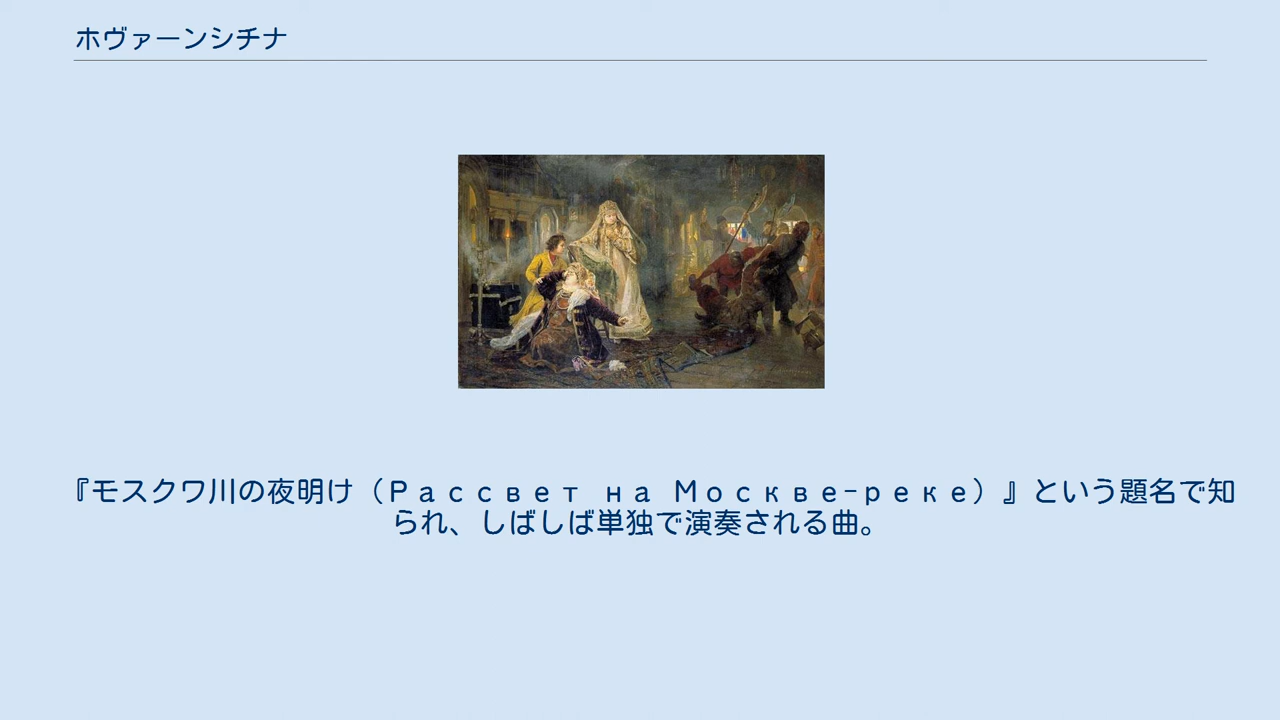 ホヴァーンシチナ
『モスクワ川の夜明け（Рассвет на Москве-реке）』という題名で知
られ、しばしば単独で演奏される曲。